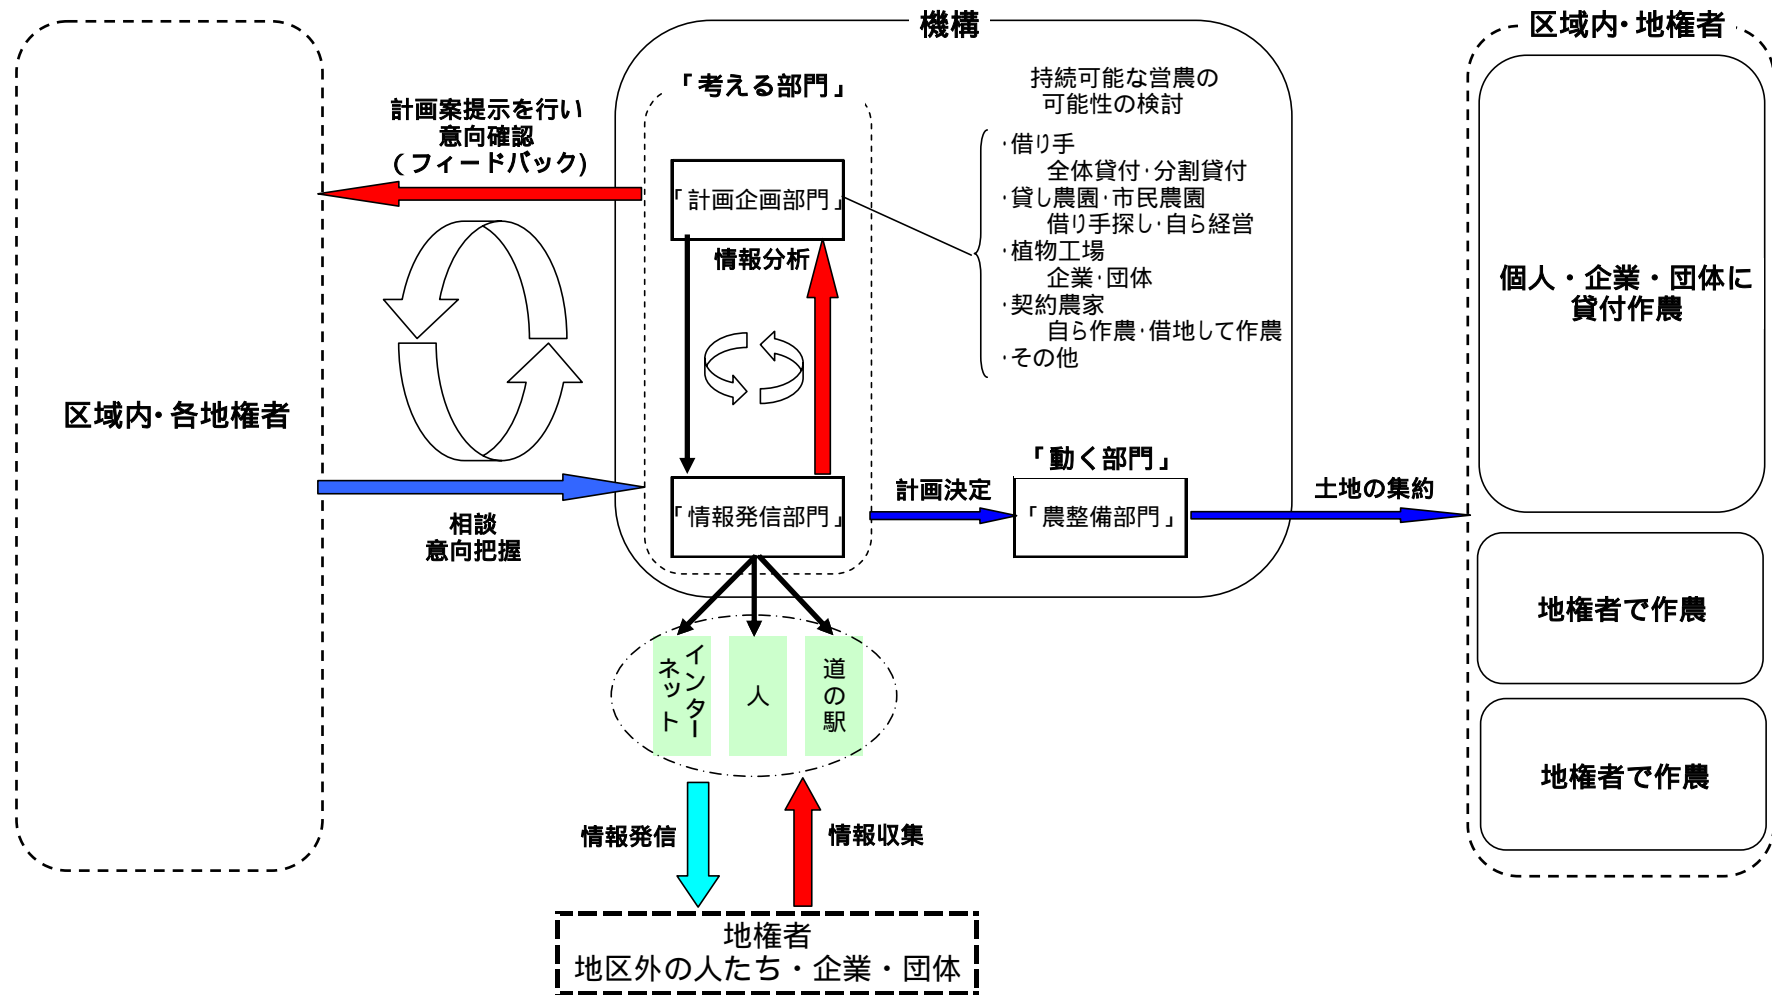 機構
区域内・地権者
「考える部門」
持続可能な営農の
可能性の検討
計画案提示を行い
意向確認
（フィードバック）
・借り手
全体貸付・分割貸付
・貸し農園・市民農園
借り手探し・自ら経営
・植物工場
企業・団体
・契約農家
自ら作農・借地して作農
・その他
「計画企画部門」
情報分析
個人・企業・団体に
貸付作農
区域内・各地権者
「動く部門」
計画決定
土地の集約
「情報発信部門」
「農整備部門」
相談
意向把握
インター
ネット
人
道の駅
地権者で作農
地権者で作農
情報発信
情報収集
地権者
地区外の人たち・企業・団体